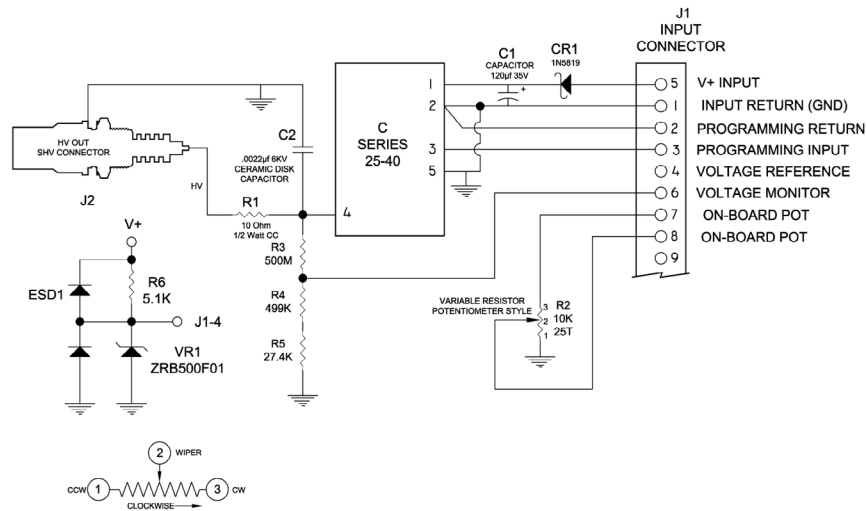 J1
INPUT
CONNECTOR
C1
CAPACITOR
120µf 35V
+
CR1
1N5819
C
SERIES
25-40
1
2
3
5
4
5 V+ INPUT
1 INPUT RETURN (GND)
2 PROGRAMMING RETURN
3 PROGRAMMING INPUT
4 VOLTAGE REFERENCE
6 VOLTAGE MONITOR
7 ON-BOARD POT
8 ON-BOARD POT
9
HV OUT
SHV CONNECTOR
J2
C2
.0022µf 6KV
CERAMIC DISK
CAPACITOR
HV
R1
10 Ohm
1/2 Watt CC
R3
500M
R4
499K
R5
27.4K
VARIABLE RESISTOR
POTENTIOMETER STYLE
3
2
1
R2
10K
25T
V+
ESD1
R6
5.1K
J1-4
VR1
ZRB500F01
2 WIPER
CCW 1
3 CW
CLOCKWISE